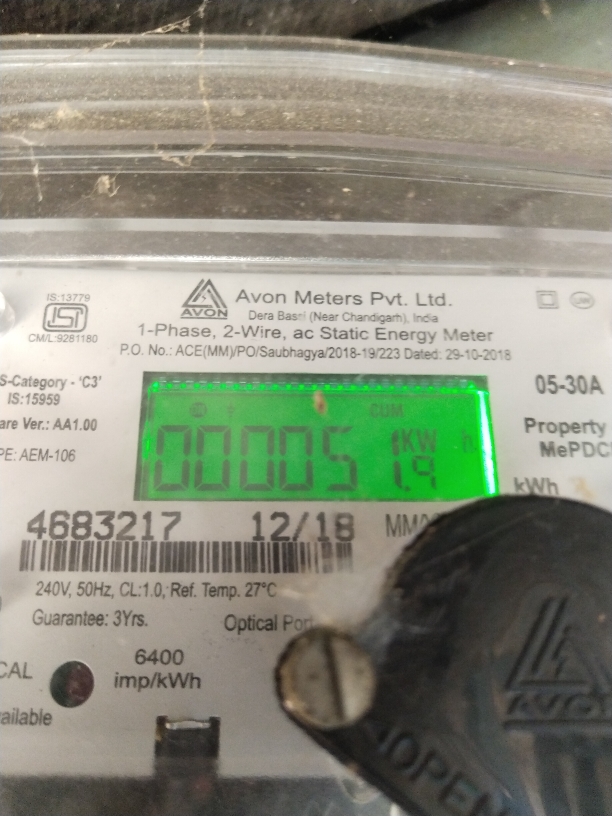 IS:13779
CM/L:9281180
AVON
Avon Meters Pvt. Ltd.
Dera Bassi (Near Chandigarh), India
1-Phase, 2-Wire, ac Static Energy Meter
P.O. No.: ACE(MM)/PO/Saubhagya/2018-19/223 Dated: 29-10-2018
S-Category - 'C3'
IS:15959
are Ver.: AA1.00
PE: AEM-106
05-30A
Property
MePDC
CUM
KW h
000051.9
kWh
4683217 12/18
240V, 50Hz, CL:1.0, Ref. Temp. 27°C
Guarantee: 3Yrs. Optical Port
CAL
6400
imp/kWh
ailable
AVON